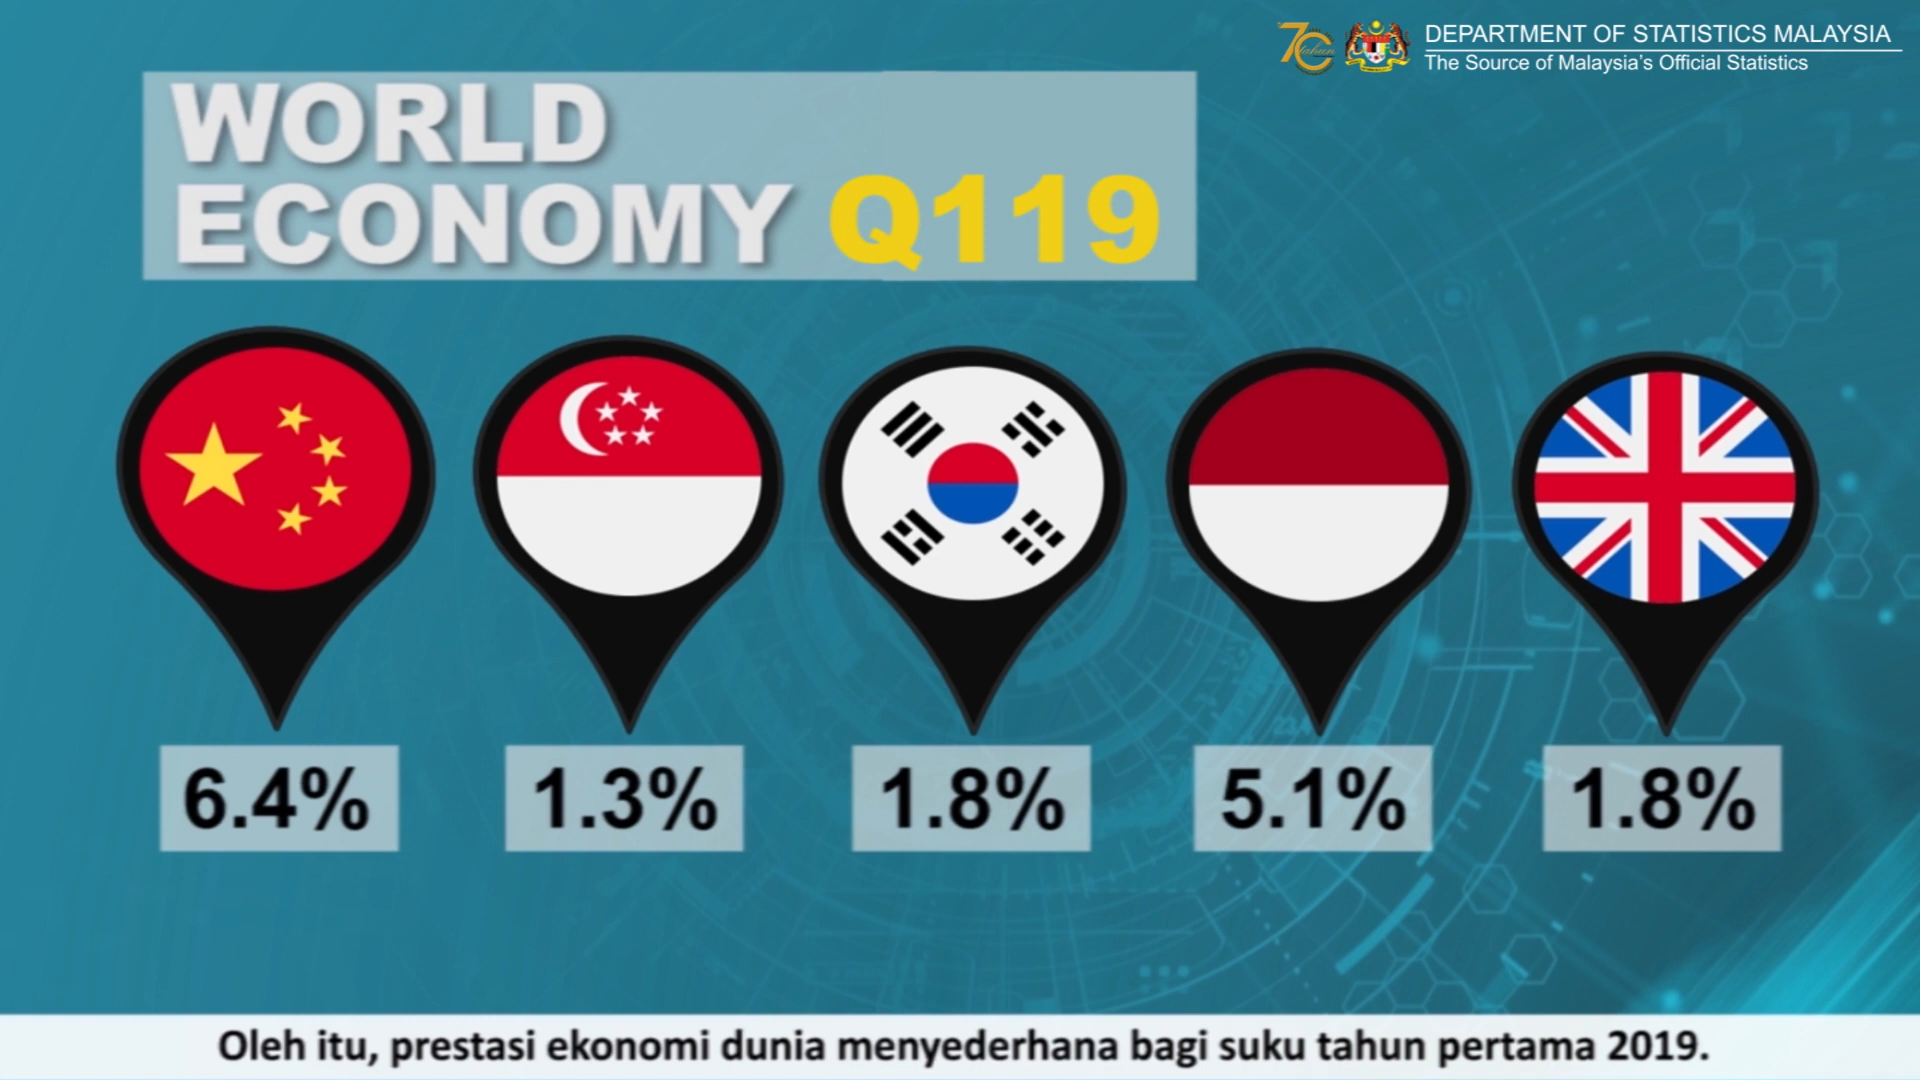 DEPARTMENT OF STATISTICS MALAYSIA
The Source of Malaysia's Official Statistics
WORLD
ECONOMY Q119
6.4%
1.3%
1.8%
5.1%
1.8%
Oleh itu, prestasi ekonomi dunia menyederhana bagi suku tahun pertama 2019.